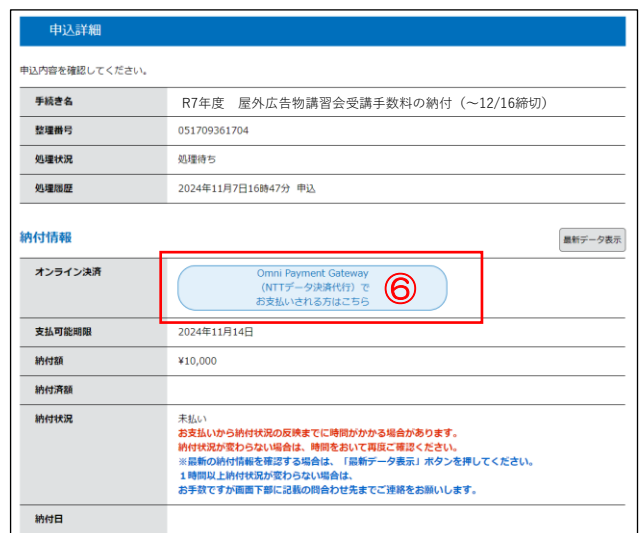 申込詳細
申込内容を確認してください。
手続き名 R7年度　屋外広告物講習会受講手数料の納付（～12/16締切）
整理番号 051709361704
処理状況 処理待ち
処理履歴 2024年11月7日16時47分 申込
納付情報 最新データ表示
オンライン決済 Omni Payment Gateway
（NTTデータ決済代行）で
お支払いされる方はこちら
⑥
支払可能期限 2024年11月14日
納付額 ¥10,000
納付済額
納付状況 未払い
お支払いから納付状況の反映までに時間がかかる場合があります。
納付状況が変わらない場合は、時間をおいて再度ご確認ください。
※最新の納付情報を確認する場合は、「最新データ表示」ボタンを押してください。
１時間以上納付状況が変わらない場合は、
お手数ですが画面下部に記載の問合わせ先までご連絡をお願いします。
納付日